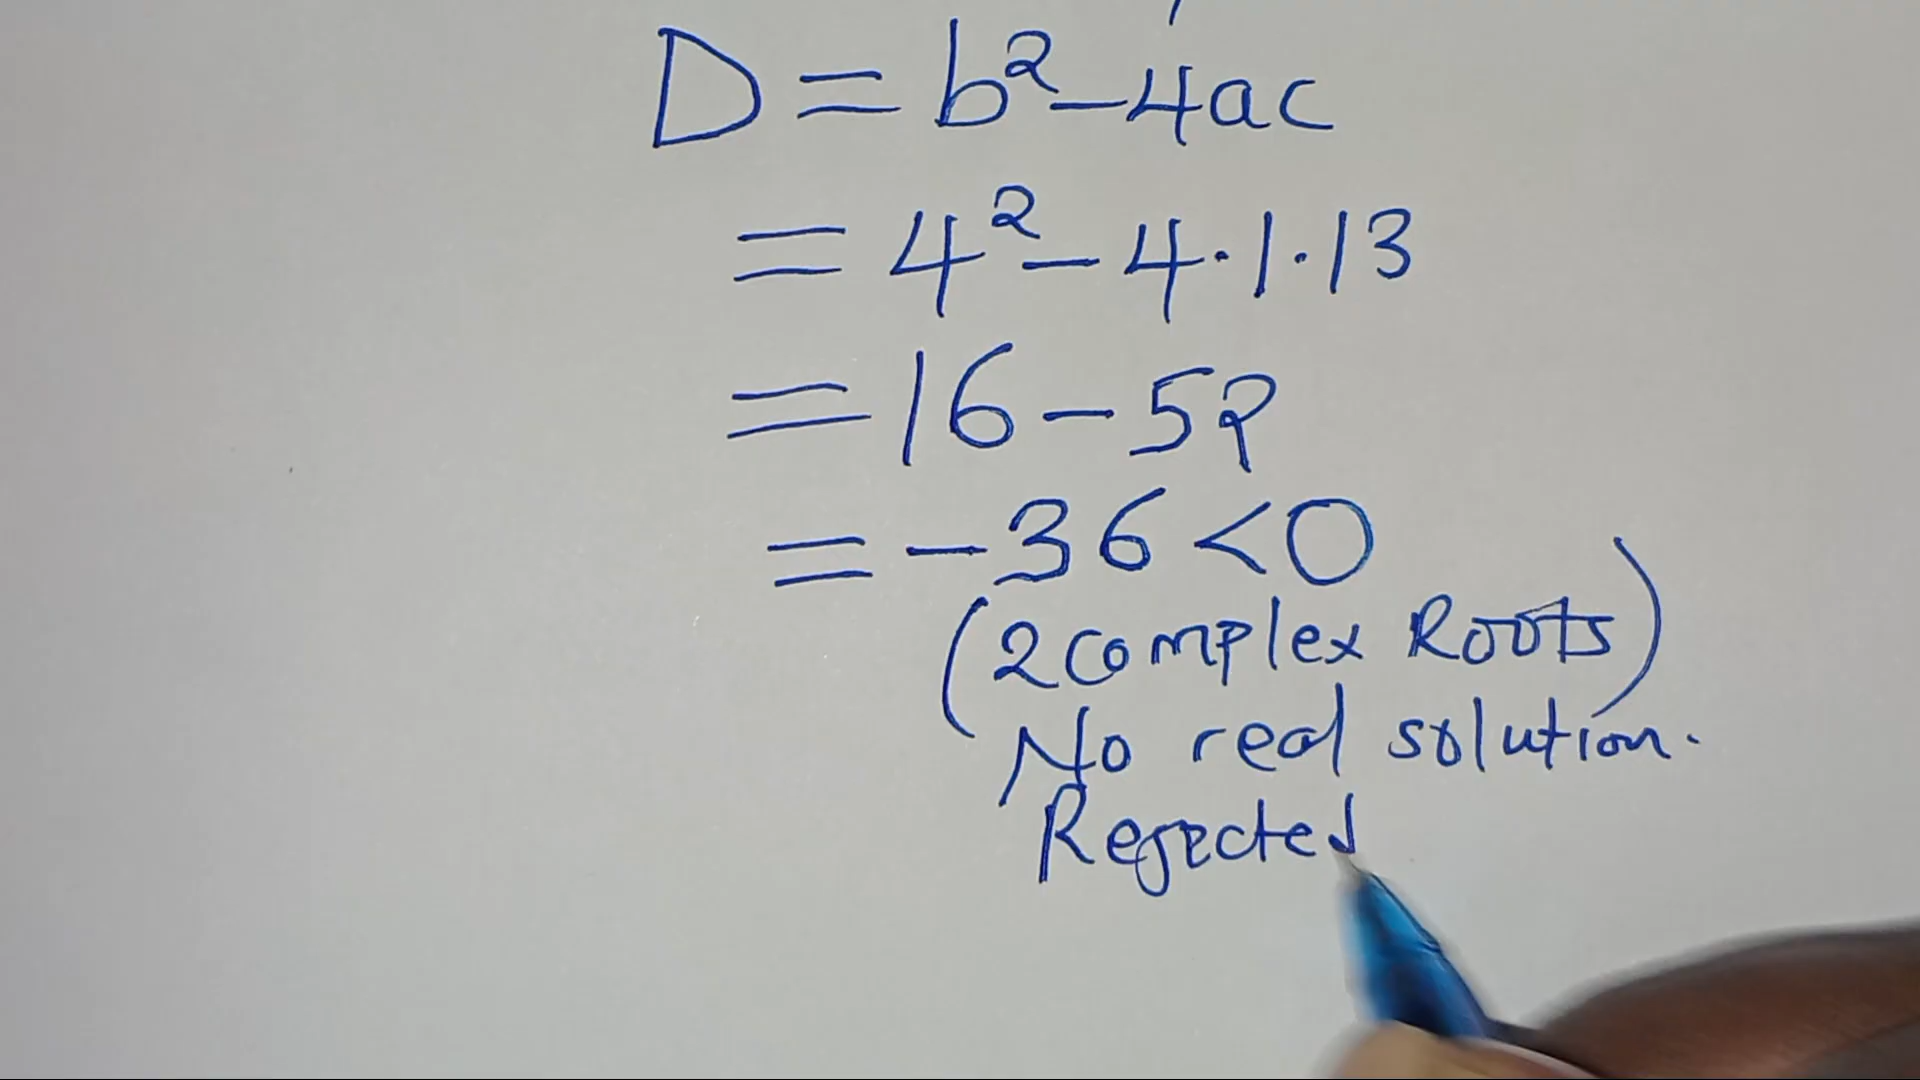 D = b² - 4ac
= 4² - 4·1·13
= 16 - 52
= -36 < 0
(2 complex Roots)
No real solution.
Rejected